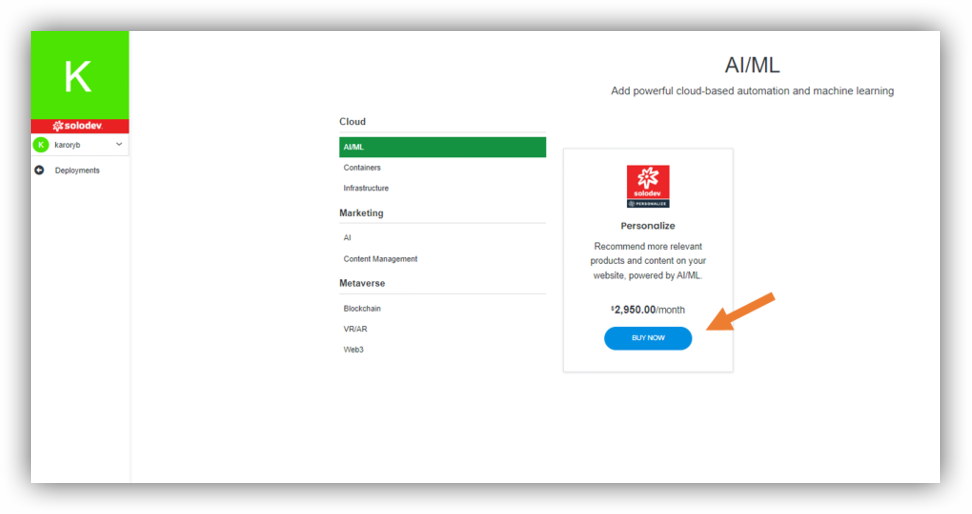 K
solodev
K karoryb
Deployments
AI/ML
Add powerful cloud-based automation and machine learning
Cloud
AI/ML
Containers
Infrastructure
Marketing
AI
Content Management
Metaverse
Blockchain
VR/AR
Web3
solodev
PERSONALIZE
Personalize
Recommend more relevant
products and content on your
website, powered by AI/ML.
$2,950.00/month
BUY NOW